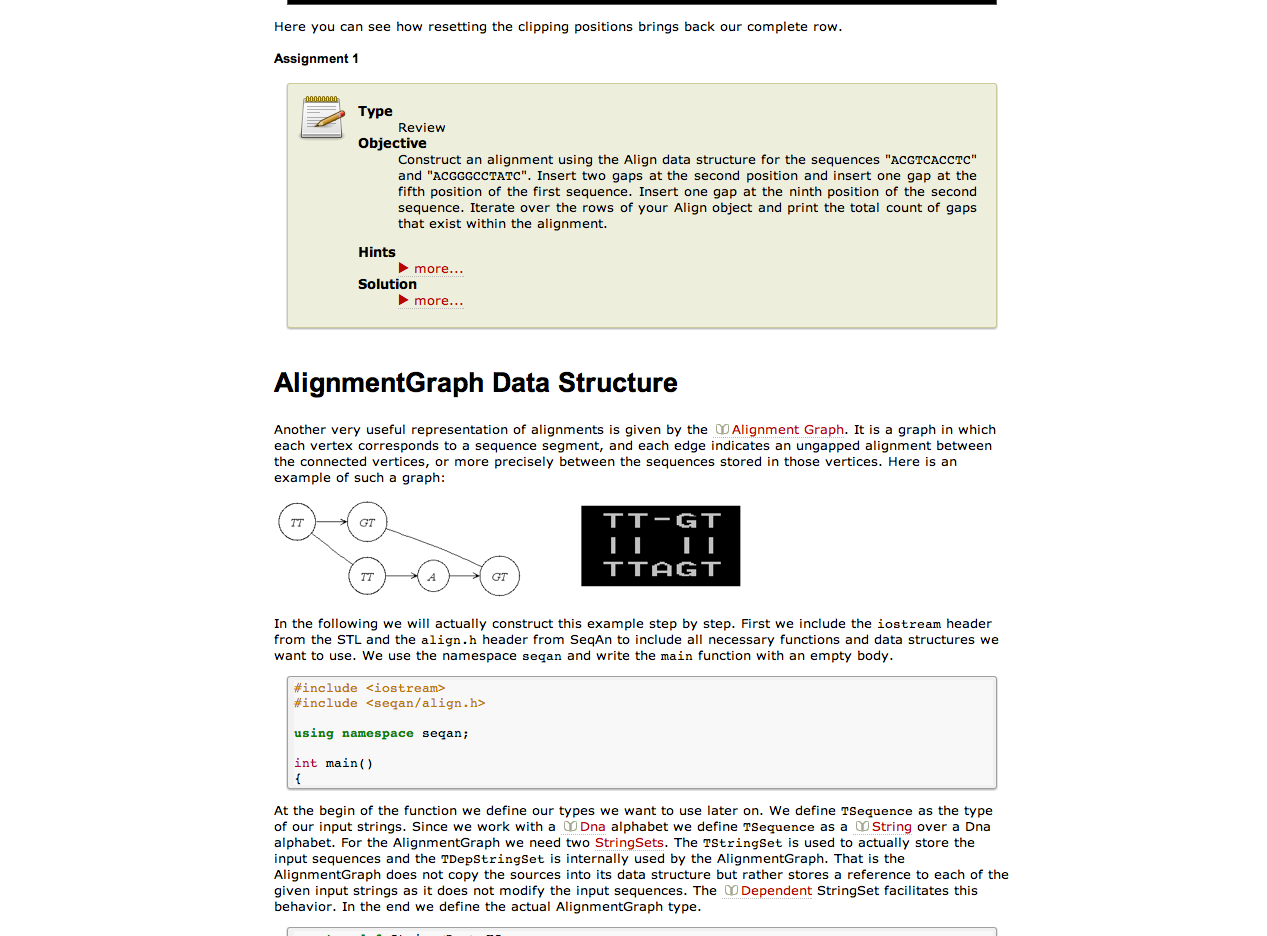 Here you can see how resetting the clipping positions brings back our complete row.
Assignment 1
Type
Review
Objective
Construct an alignment using the Align data structure for the sequences "ACGTCACCTC"
and "ACGGGCCTATC". Insert two gaps at the second position and insert one gap at the
fifth position of the first sequence. Insert one gap at the ninth position of the second
sequence. Iterate over the rows of your Align object and print the total count of gaps
that exist within the alignment.
Hints
more...
Solution
more...
AlignmentGraph Data Structure
Another very useful representation of alignments is given by the Alignment Graph. It is a graph in which
each vertex corresponds to a sequence segment, and each edge indicates an ungapped alignment between
the connected vertices, or more precisely between the sequences stored in those vertices. Here is an
example of such a graph:
TT GT
TT A GT
TT-GT
|| ||
TTAGT
In the following we will actually construct this example step by step. First we include the iostream header
from the STL and the align.h header from SeqAn to include all necessary functions and data structures we
want to use. We use the namespace seqan and write the main function with an empty body.
#include <iostream>
#include <seqan/align.h>
using namespace seqan;
int main()
{
At the begin of the function we define our types we want to use later on. We define TSequence as the type
of our input strings. Since we work with a Dna alphabet we define TSequence as a String over a Dna
alphabet. For the AlignmentGraph we need two StringSets. The TStringSet is used to actually store the
input sequences and the TDepStringSet is internally used by the AlignmentGraph. That is the
AlignmentGraph does not copy the sources into its data structure but rather stores a reference to each of the
given input strings as it does not modify the input sequences. The Dependent StringSet facilitates this
behavior. In the end we define the actual AlignmentGraph type.